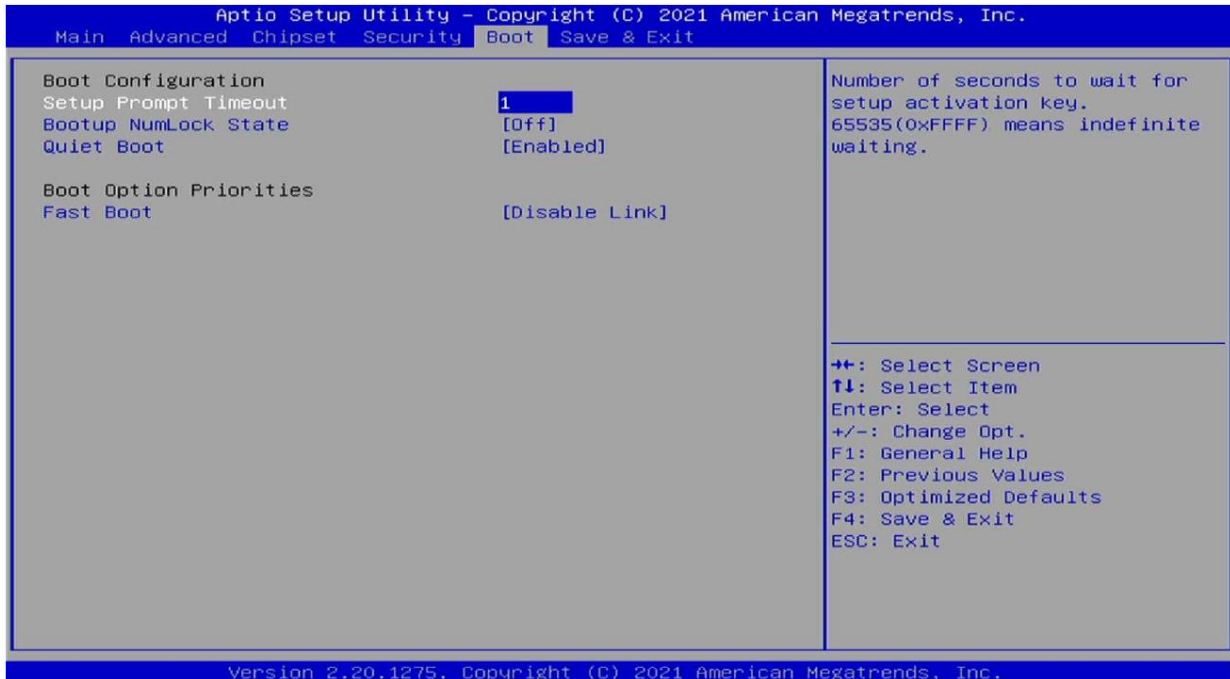 Aptio Setup Utility – Copyright (C) 2021 American Megatrends, Inc.
Main Advanced Chipset Security Boot Save & Exit
Boot Configuration
Setup Prompt Timeout 1
Bootup NumLock State [Off]
Quiet Boot [Enabled]
Boot Option Priorities
Fast Boot [Disable Link]
Number of seconds to wait for
setup activation key.
65535(0xFFFF) means indefinite
waiting.
→←: Select Screen
↑↓: Select Item
Enter: Select
+/-: Change Opt.
F1: General Help
F2: Previous Values
F3: Optimized Defaults
F4: Save & Exit
ESC: Exit
Version 2.20.1275. Copyright (C) 2021 American Megatrends, Inc.